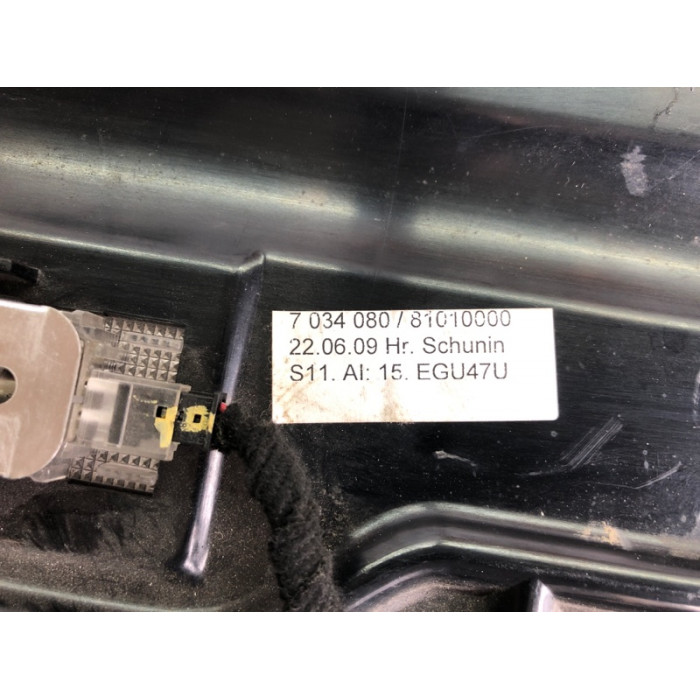 7 034 080 / 81010000
22.06.09 Hr. Schunin
S11. AI: 15. EGU47U